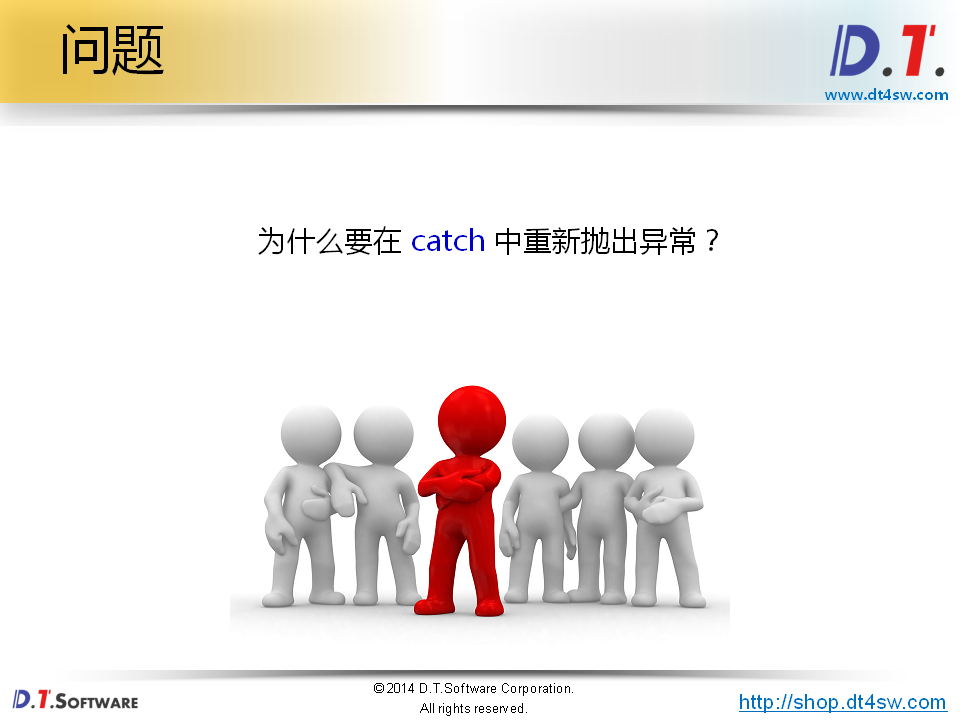 问题
D.T.
www.dt4sw.com
为什么要在 catch 中重新抛出异常？
D.T.SOFTWARE
©2014 D.T.Software Corporation.
All rights reserved.
http://shop.dt4sw.com